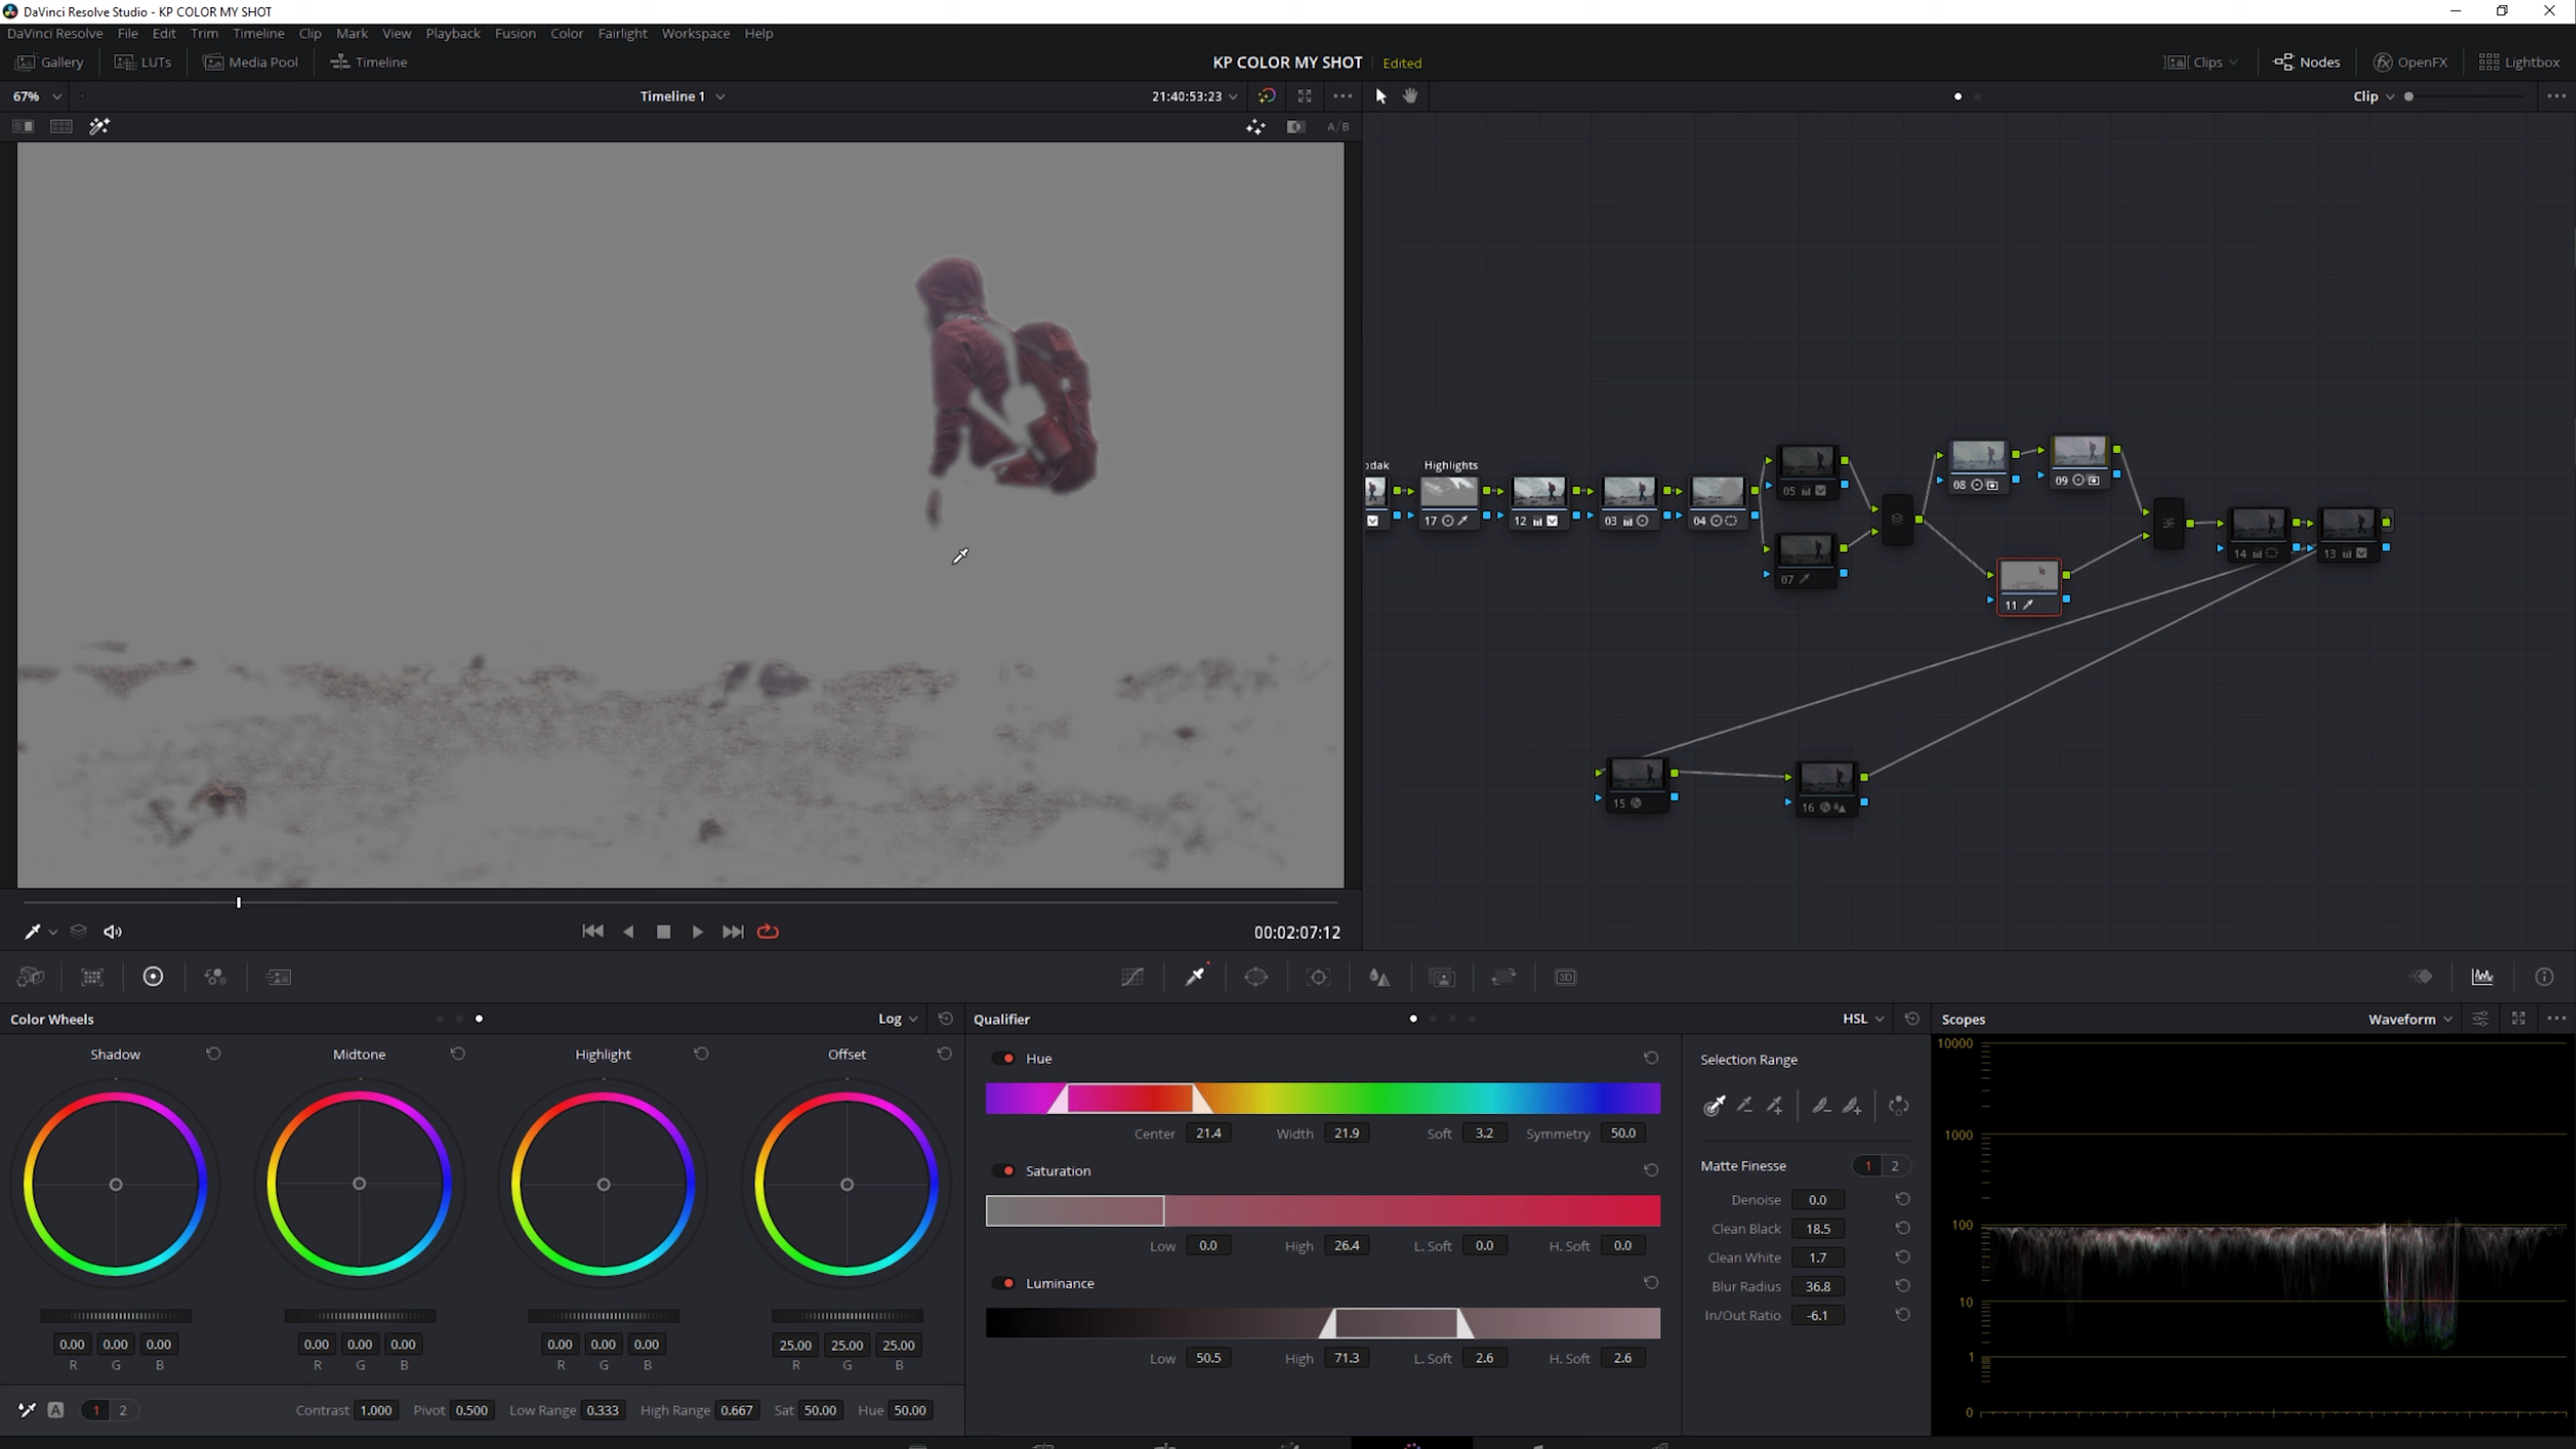 DaVinci Resolve Studio - KP COLOR MY SHOT
DaVinci Resolve File Edit Trim Timeline Clip Mark View Playback Fusion Color Fairlight Workspace Help
Gallery LUTs Media Pool Timeline KP COLOR MY SHOT Edited Clips Nodes OpenFX Lightbox
67% Timeline 1 21:40:53:23 Clip
A/B
odak Highlights
17 12 03 04 05 07 08 09 11 14 13
15 16
00:02:07:12
3D
Color Wheels Log Qualifier HSL Scopes Waveform
Shadow Midtone Highlight Offset
Hue
Center 21.4 Width 21.9 Soft 3.2 Symmetry 50.0
Saturation
Low 0.0 High 26.4 L. Soft 0.0 H. Soft 0.0
Luminance
Low 50.5 High 71.3 L. Soft 2.6 H. Soft 2.6
Selection Range
Matte Finesse 1 2
Denoise 0.0
Clean Black 18.5
Clean White 1.7
Blur Radius 36.8
In/Out Ratio -6.1
10000
1000
100
10
1
0
0.00 0.00 0.00 0.00 0.00 0.00 0.00 0.00 0.00 25.00 25.00 25.00
R G B R G B R G B R G B
A 1 2 Contrast 1.000 Pivot 0.500 Low Range 0.333 High Range 0.667 Sat 50.00 Hue 50.00